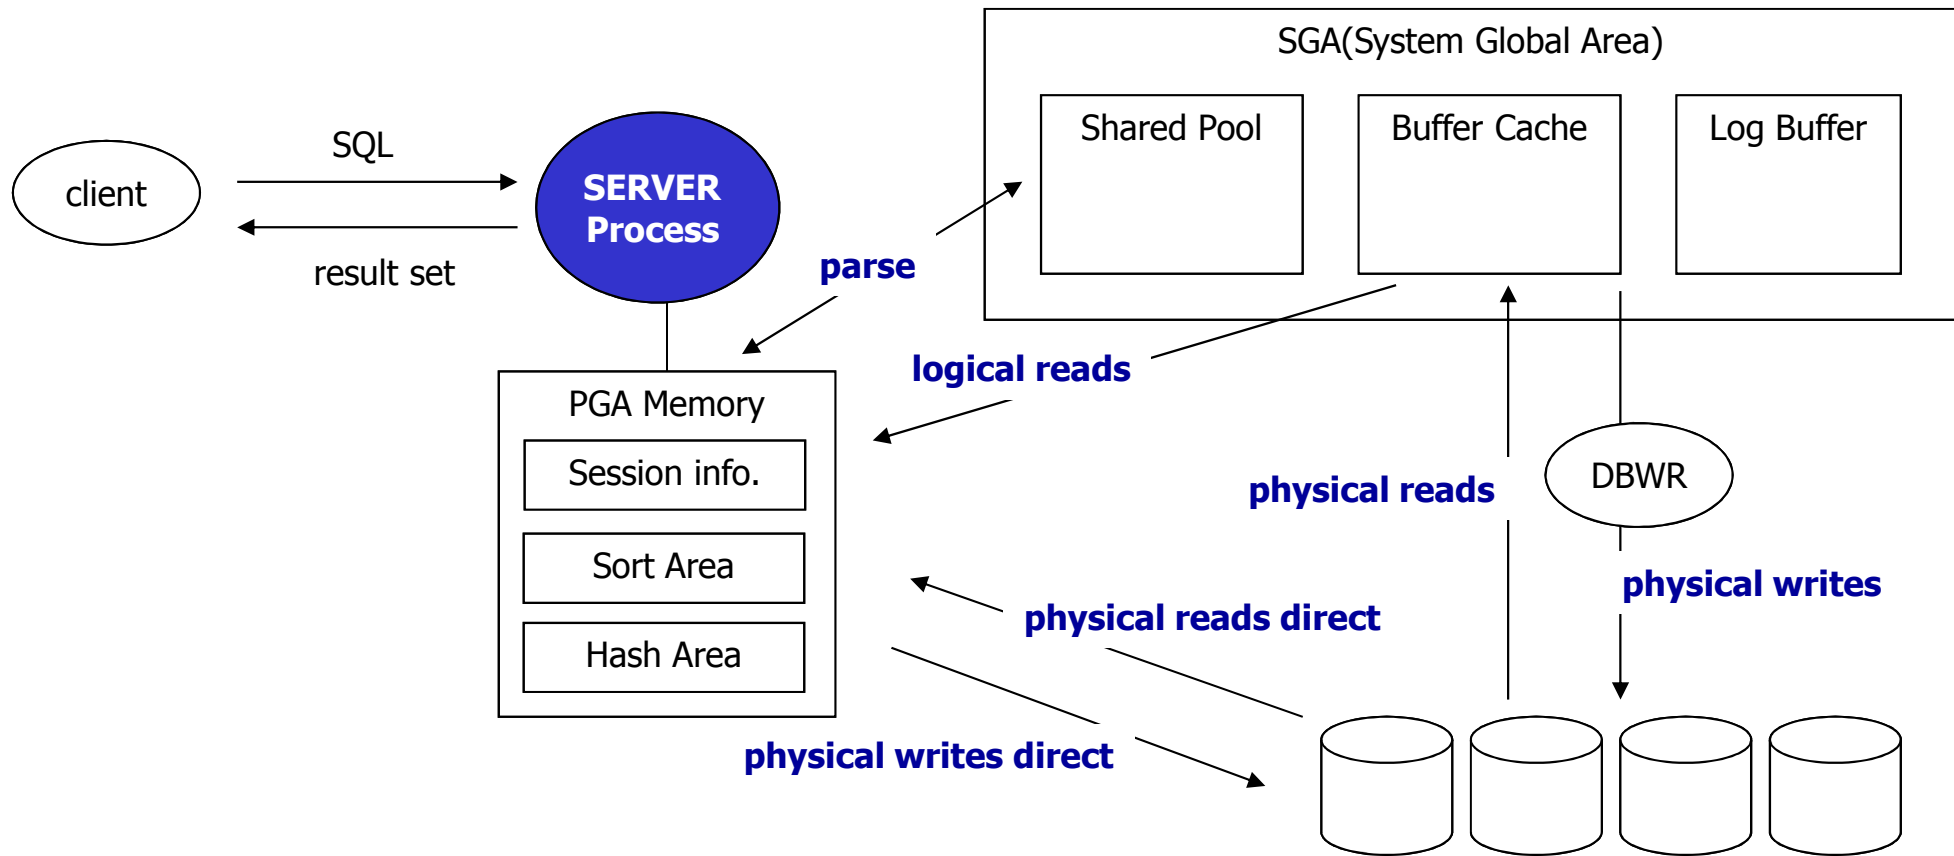 SGA(System Global Area)
Shared Pool
Buffer Cache
Log Buffer
SQL
client
SERVER
Process
result set
parse
logical reads
PGA Memory
Session info.
Sort Area
Hash Area
physical reads
DBWR
physical writes
physical reads direct
physical writes direct